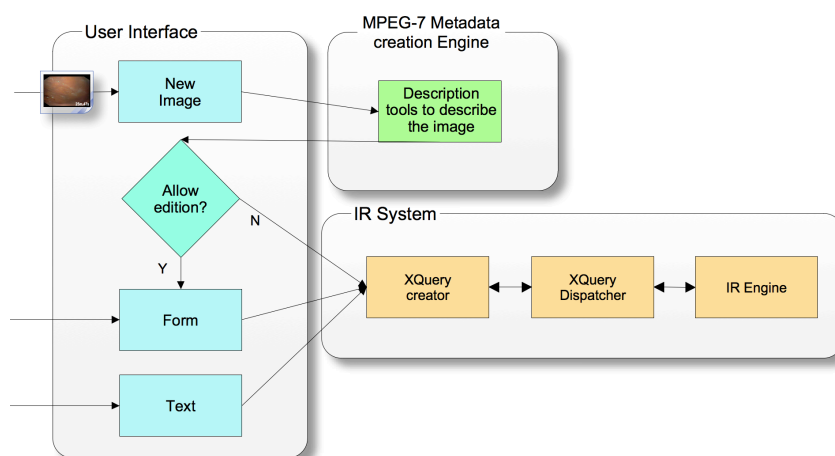 User Interface
MPEG-7 Metadata
creation Engine
New
Image
Description
tools to describe
the image
Allow
edition?
N
Y
IR System
XQuery
creator
XQuery
Dispatcher
IR Engine
Form
Text